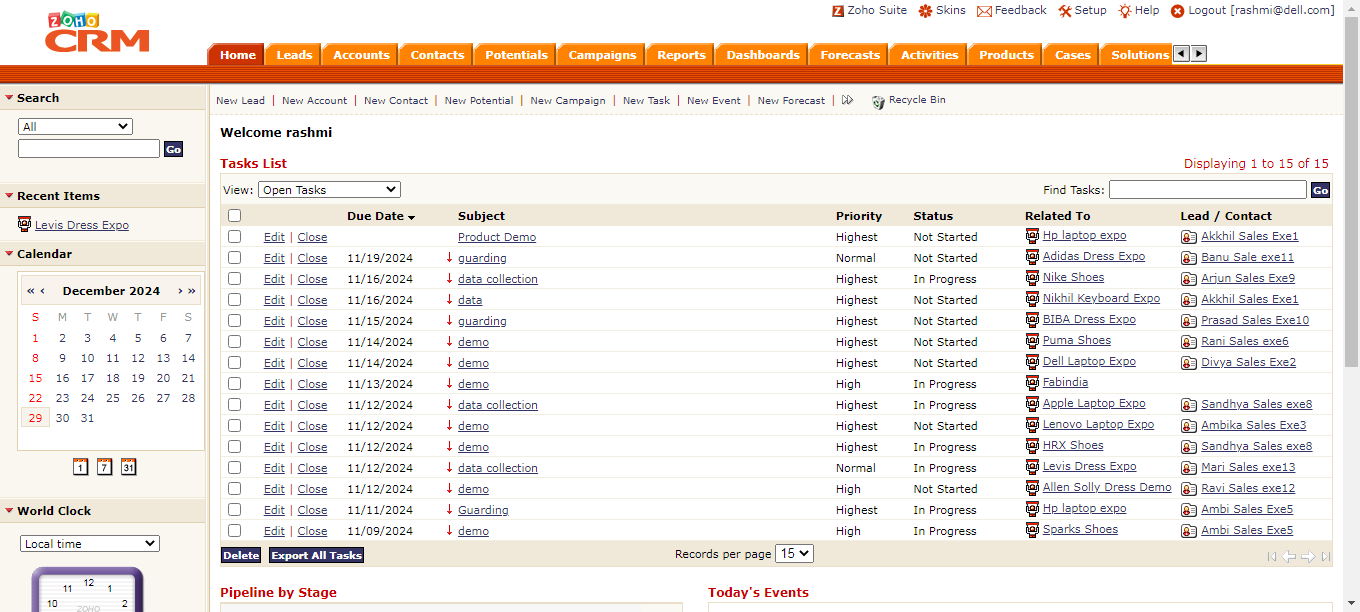 ZOHO CRM
Zoho Suite Skins Feedback Setup Help Logout [rashmi@dell.com]
Home Leads Accounts Contacts Potentials Campaigns Reports Dashboards Forecasts Activities Products Cases Solutions
Search
All
Go
Recent Items
Levis Dress Expo
Calendar
« ‹ December 2024 › »
S M T W T F S
1 2 3 4 5 6 7
8 9 10 11 12 13 14
15 16 17 18 19 20 21
22 23 24 25 26 27 28
29 30 31
1 7 31
World Clock
Local time
12
11 1
10 2
ZOHO
New Lead | New Account | New Contact | New Potential | New Campaign | New Task | New Event | New Forecast | Recycle Bin
Welcome rashmi
Tasks List Displaying 1 to 15 of 15
View: Open Tasks Find Tasks: Go
Due Date Subject Priority Status Related To Lead / Contact
Edit | Close Product Demo Highest Not Started Hp laptop expo Akkhil Sales Exe1
Edit | Close 11/19/2024 ↓ guarding Normal Not Started Adidas Dress Expo Banu Sale exe11
Edit | Close 11/16/2024 ↓ data collection Highest In Progress Nike Shoes Arjun Sales Exe9
Edit | Close 11/16/2024 ↓ data Highest Not Started Nikhil Keyboard Expo Akkhil Sales Exe1
Edit | Close 11/15/2024 ↓ guarding Highest Not Started BIBA Dress Expo Prasad Sales Exe10
Edit | Close 11/14/2024 ↓ demo Highest Not Started Puma Shoes Rani Sales exe6
Edit | Close 11/14/2024 ↓ demo Highest Not Started Dell Laptop Expo Divya Sales Exe2
Edit | Close 11/13/2024 ↓ demo High In Progress Fabindia
Edit | Close 11/12/2024 ↓ data collection Highest In Progress Apple Laptop Expo Sandhya Sales exe8
Edit | Close 11/12/2024 ↓ demo Highest Not Started Lenovo Laptop Expo Ambika Sales Exe3
Edit | Close 11/12/2024 ↓ demo Highest In Progress HRX Shoes Sandhya Sales exe8
Edit | Close 11/12/2024 ↓ data collection Normal In Progress Levis Dress Expo Mari Sales exe13
Edit | Close 11/12/2024 ↓ demo High Not Started Allen Solly Dress Demo Ravi Sales exe12
Edit | Close 11/11/2024 ↓ Guarding Highest In Progress Hp laptop expo Ambi Sales Exe5
Edit | Close 11/09/2024 ↓ demo High In Progress Sparks Shoes Ambi Sales Exe5
Delete Export All Tasks Records per page 15
Pipeline by Stage Today's Events